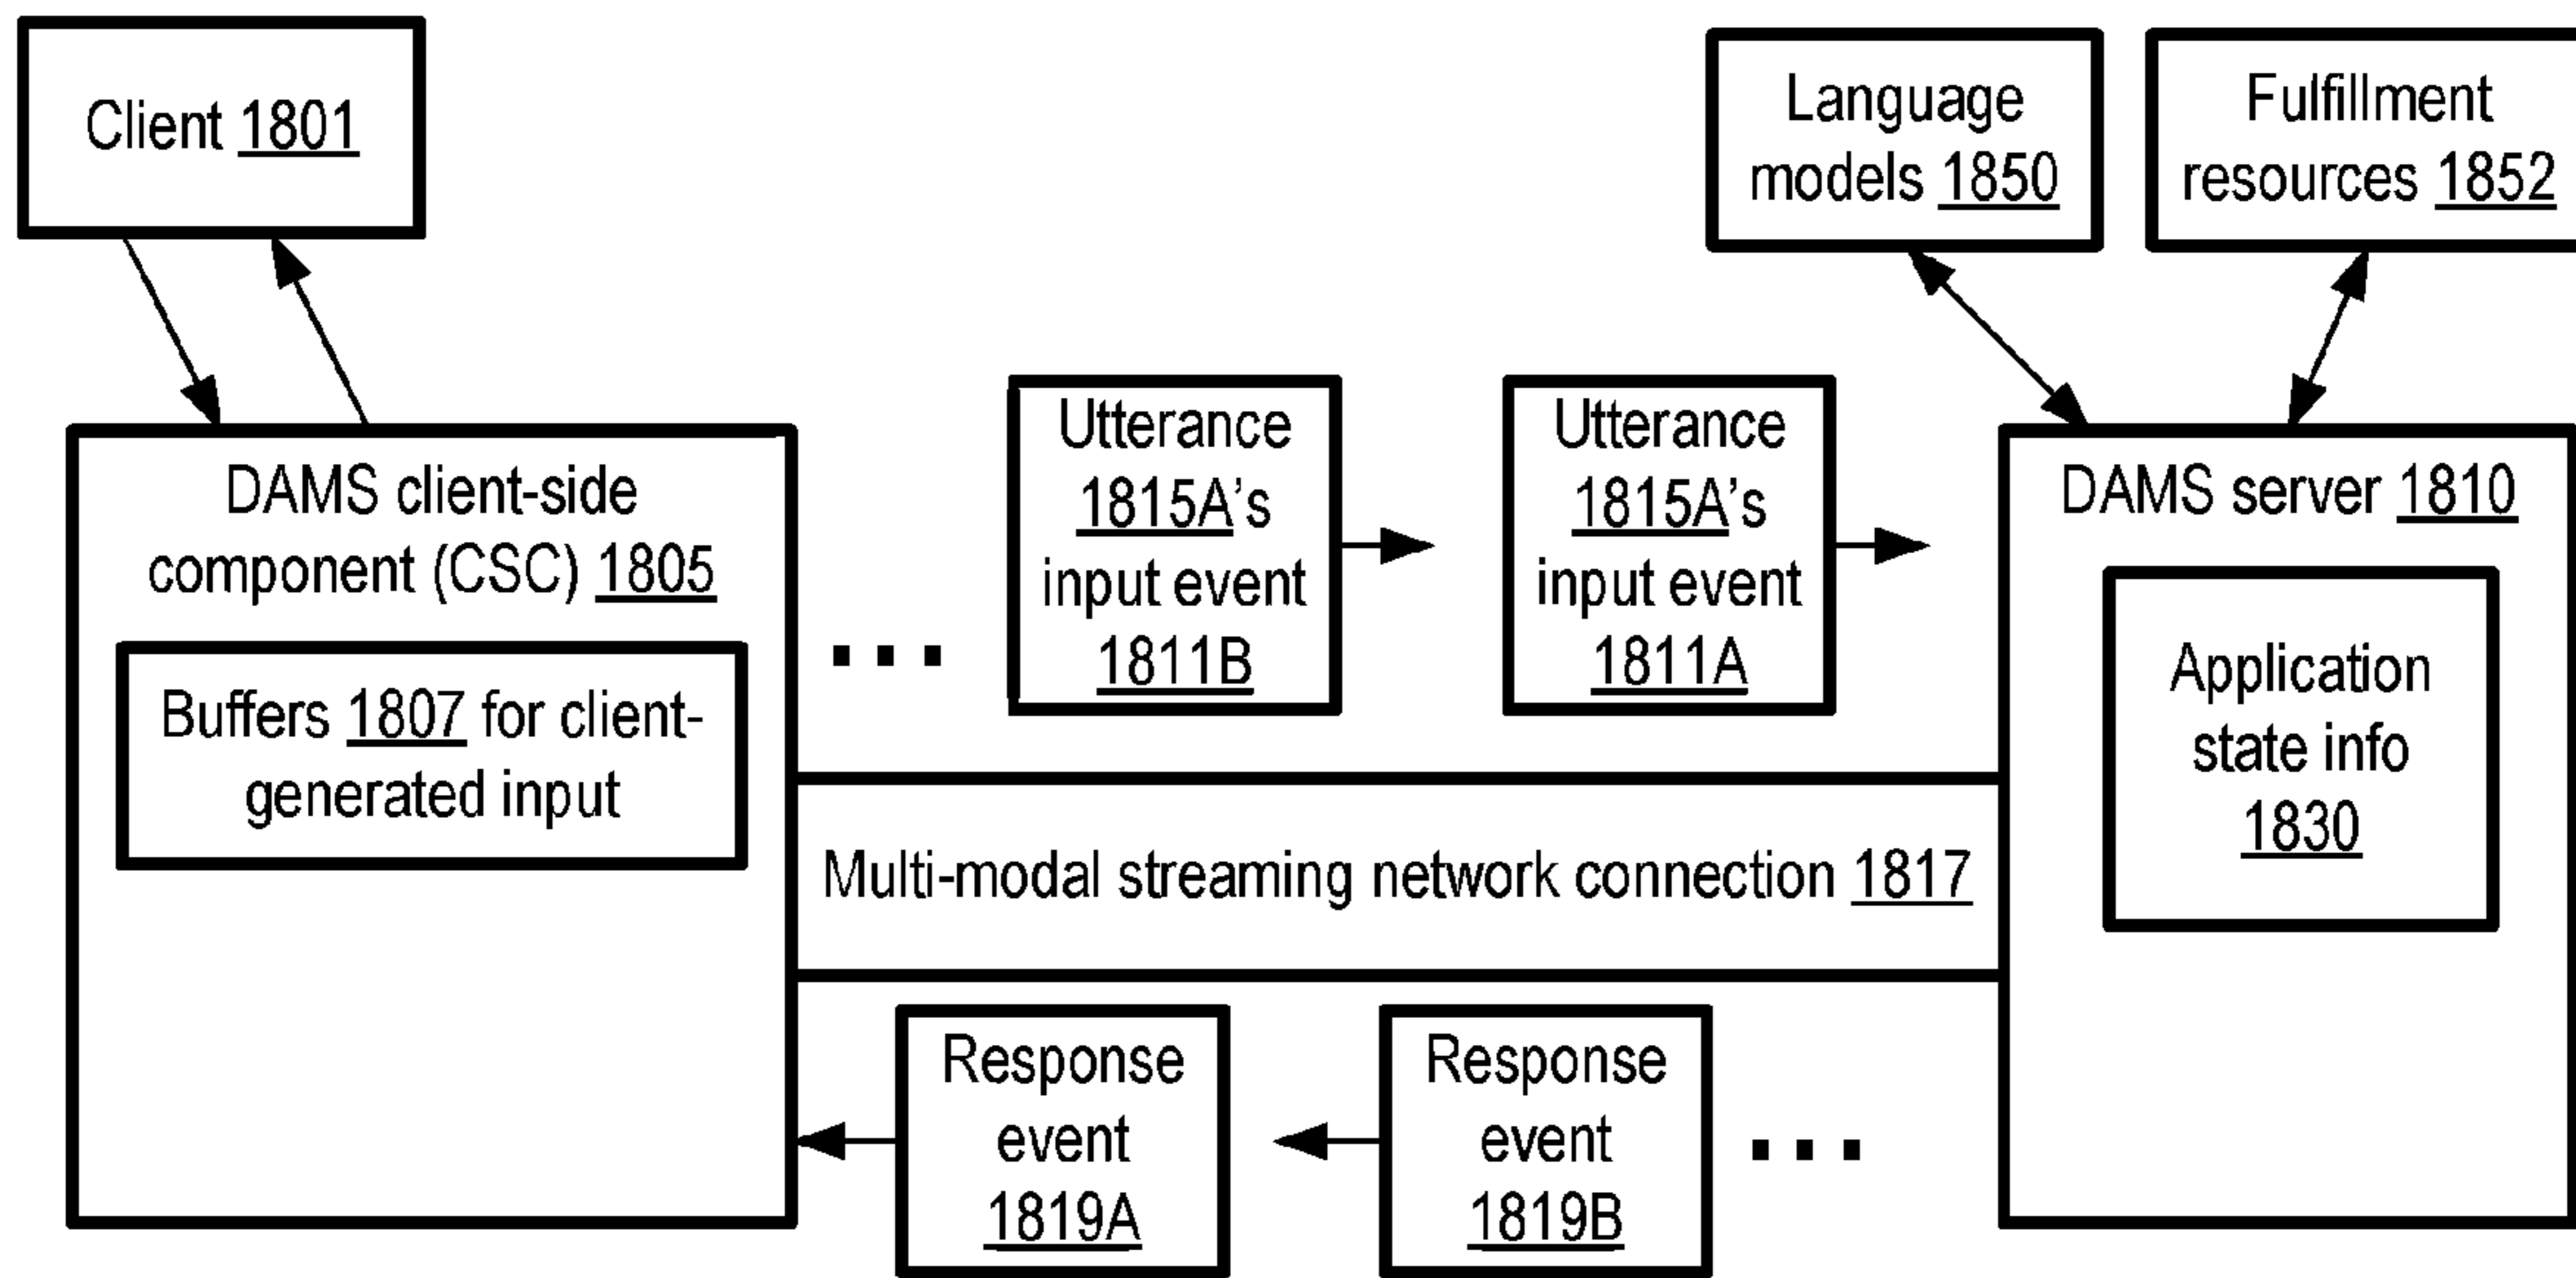 Client 1801
Language
models 1850
Fulfillment
resources 1852
DAMS client-side
component (CSC) 1805
Buffers 1807 for client-
generated input
Utterance
1815A's
input event
1811B
Utterance
1815A's
input event
1811A
DAMS server 1810
Application
state info
1830
Multi-modal streaming network connection 1817
Response
event
1819A
Response
event
1819B